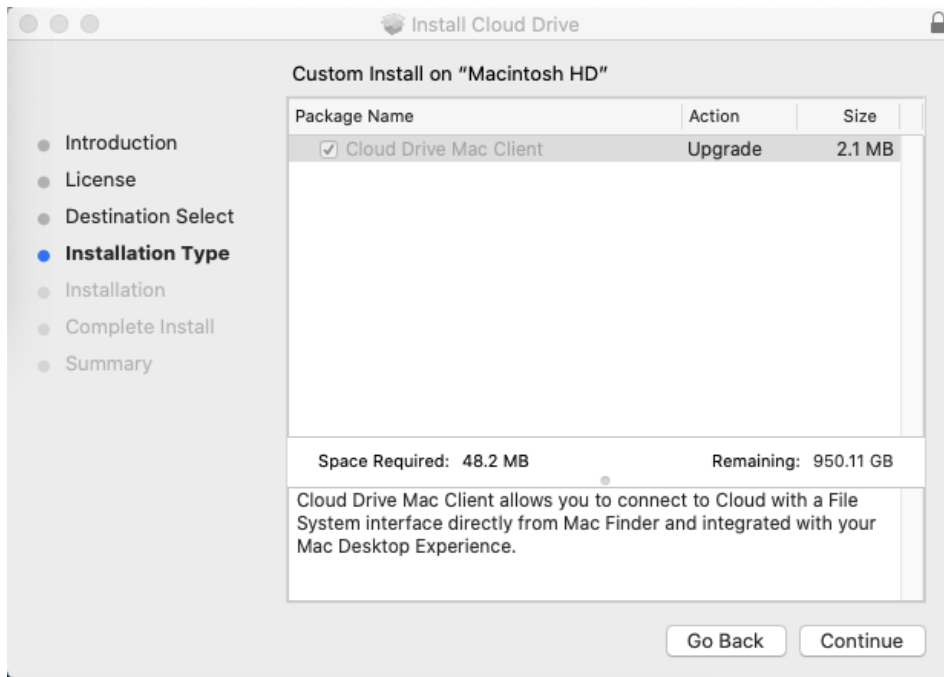 Install Cloud Drive
Custom Install on “Macintosh HD”
Introduction
License
Destination Select
Installation Type
Installation
Complete Install
Summary
Package Name Action Size
Cloud Drive Mac Client Upgrade 2.1 MB
Space Required: 48.2 MB Remaining: 950.11 GB
Cloud Drive Mac Client allows you to connect to Cloud with a File
System interface directly from Mac Finder and integrated with your
Mac Desktop Experience.
Go Back Continue